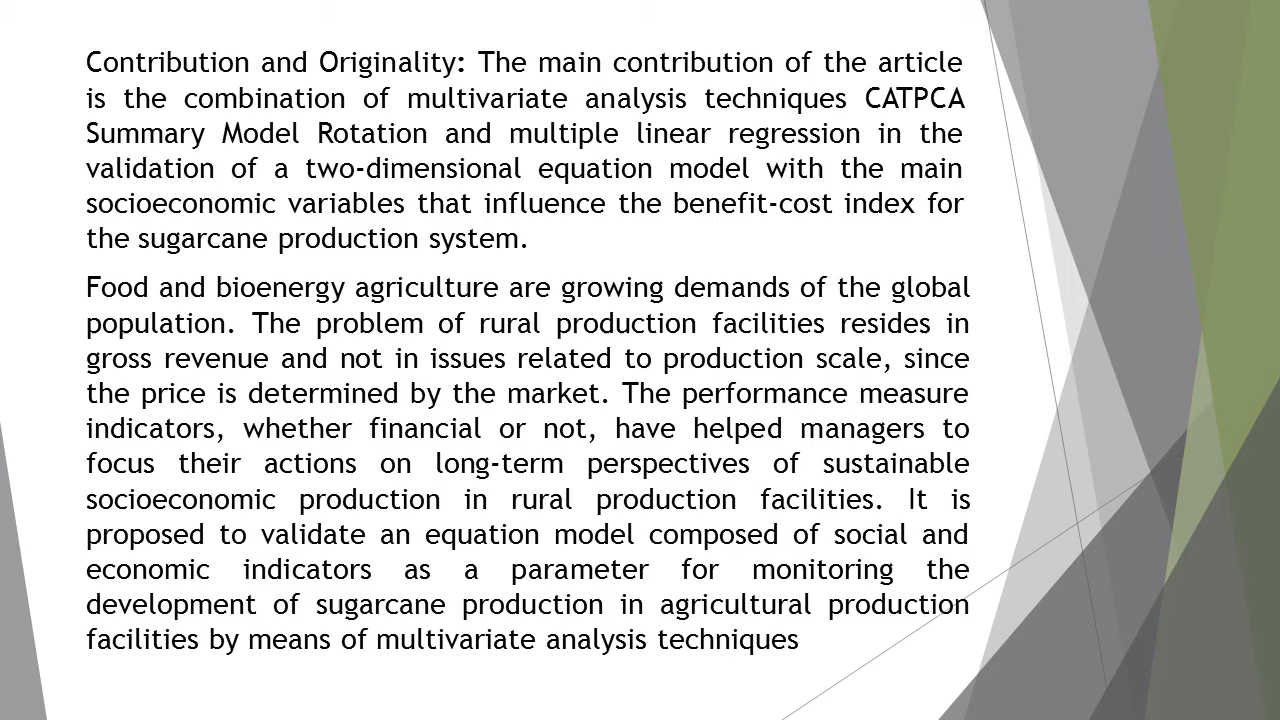 Contribution and Originality: The main contribution of the article
is the combination of multivariate analysis techniques CATPCA
Summary Model Rotation and multiple linear regression in the
validation of a two-dimensional equation model with the main
socioeconomic variables that influence the benefit-cost index for
the sugarcane production system.
Food and bioenergy agriculture are growing demands of the global
population. The problem of rural production facilities resides in
gross revenue and not in issues related to production scale, since
the price is determined by the market. The performance measure
indicators, whether financial or not, have helped managers to
focus their actions on long-term perspectives of sustainable
socioeconomic production in rural production facilities. It is
proposed to validate an equation model composed of social and
economic indicators as a parameter for monitoring the
development of sugarcane production in agricultural production
facilities by means of multivariate analysis techniques